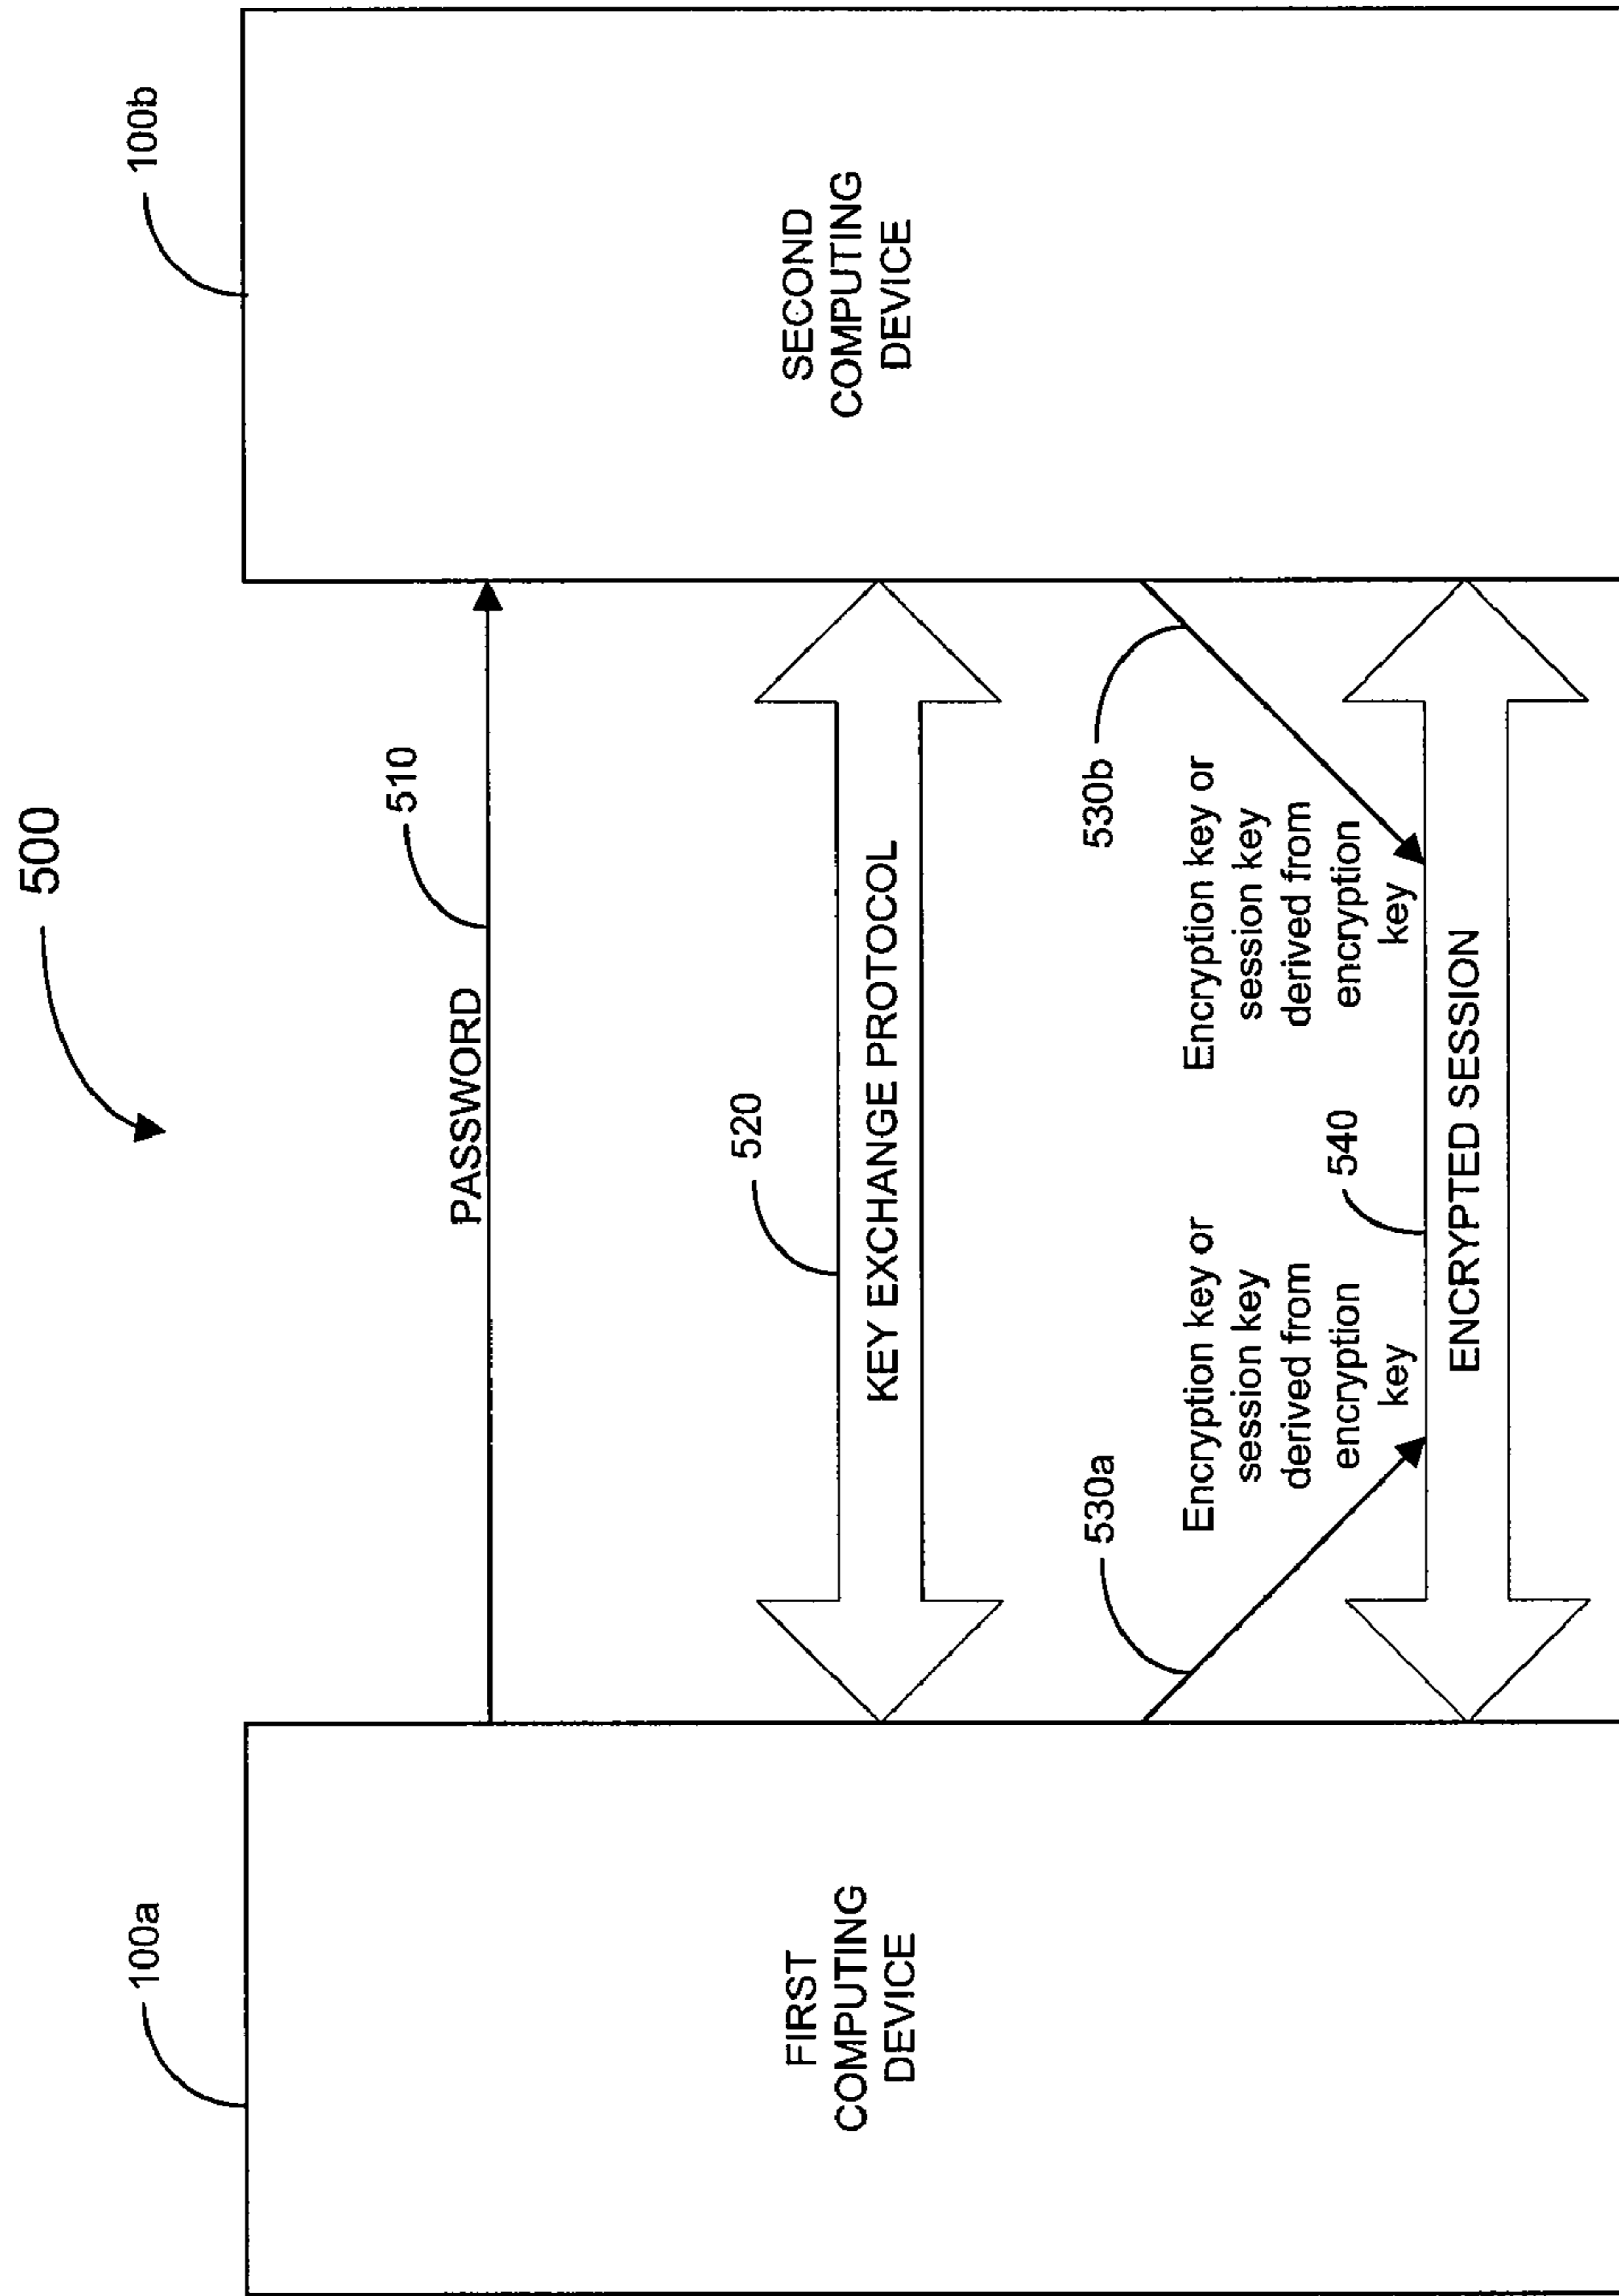 500
100a
100b
510
PASSWORD
FIRST
COMPUTING
DEVICE
SECOND
COMPUTING
DEVICE
520
KEY EXCHANGE PROTOCOL
530a
Encryption key or
session key
derived from
encryption
key
530b
Encryption key or
session key
derived from
encryption
key
540
ENCRYPTED SESSION